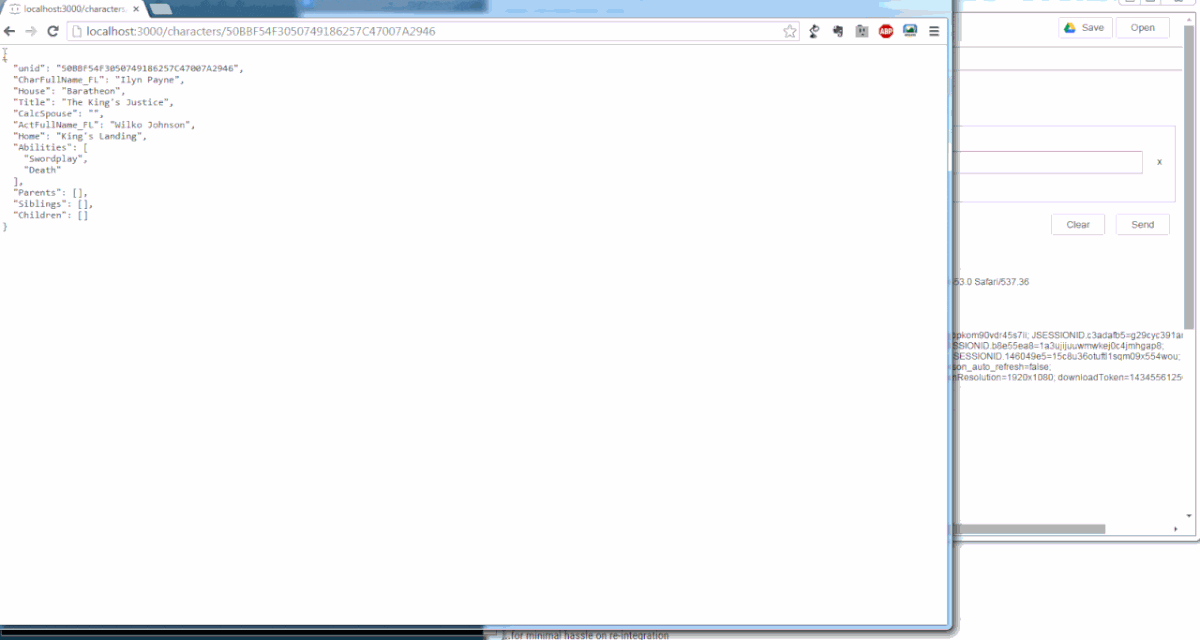 localhost:3000/characters
Save
Open
localhost:3000/characters/50BBF54F3050749186257C47007A2946
ABP
{
"unid": "50BBF54F3050749186257C47007A2946",
"CharFullName_FL": "Ilyn Payne",
"House": "Baratheon",
"Title": "The King's Justice",
"CalcSpouse": "",
"ActFullName_FL": "Wilko Johnson",
"Home": "King's Landing",
"Abilities": [
"Swordplay",
"Death"
],
"Parents": [],
"Siblings": [],
"Children": []
}
x
Clear
Send
53.0 Safari/537.36
pkom90vdr45s7ii; JSESSIONID.c3adafb5=g29cyc391a
SSIONID.b8e55ea8=1a3ujijuuwmwkej0c4jmhgap8;
SESSIONID.146049e5=15c8u36otuftl1sqm09x554wou;
son_auto_refresh=false;
nResolution=1920x1080; downloadToken=1434556125
...for minimal hassle on re-integration